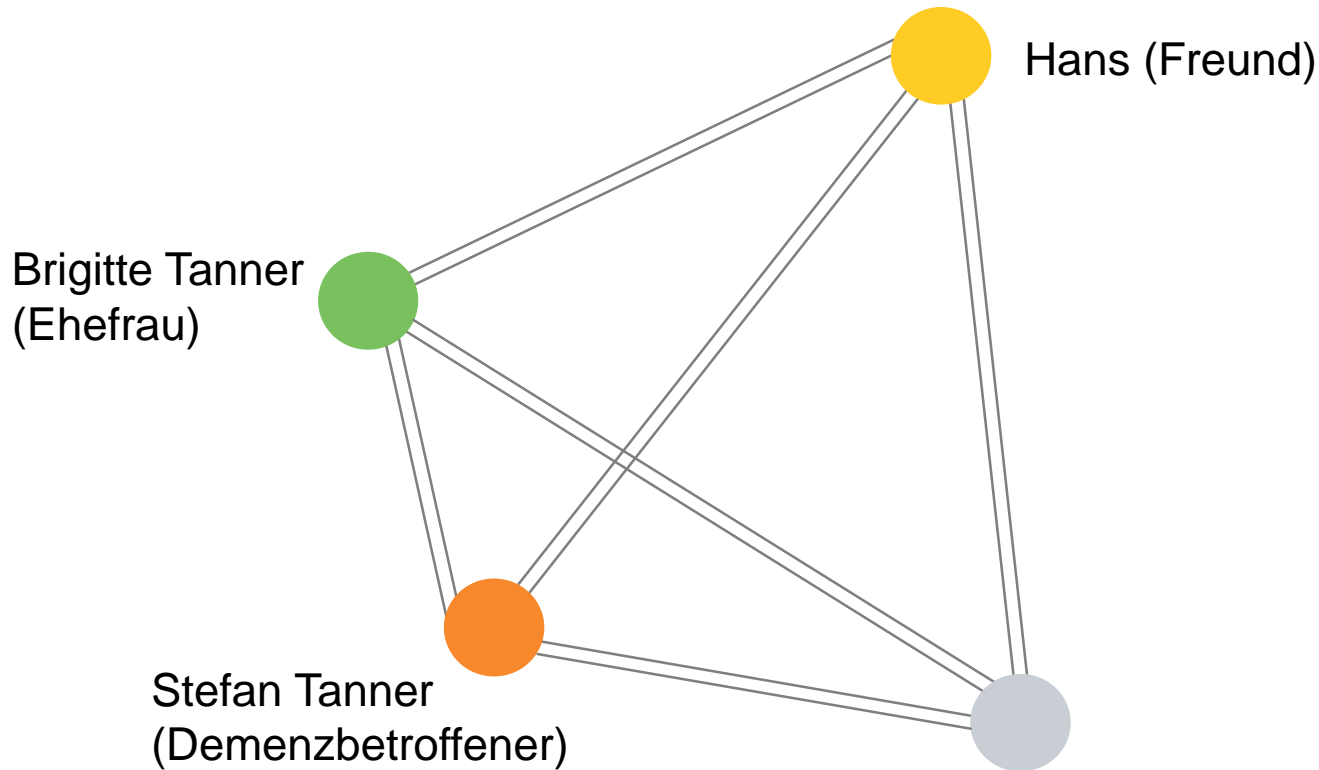 Hans (Freund)
Brigitte Tanner
(Ehefrau)
Stefan Tanner
(Demenzbetroffener)